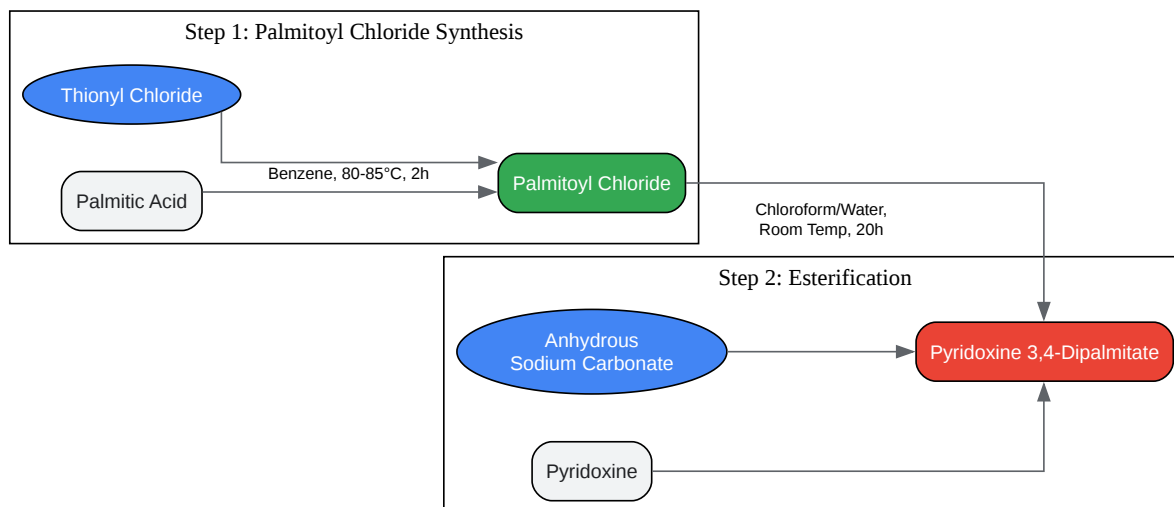 Step 1: Palmitoyl Chloride Synthesis
Thionyl Chloride
Benzene, 80-85°C, 2h
Palmitic Acid
Palmitoyl Chloride
Chloroform/Water,
Room Temp, 20h
Step 2: Esterification
Anhydrous
Sodium Carbonate
Pyridoxine 3,4-Dipalmitate
Pyridoxine